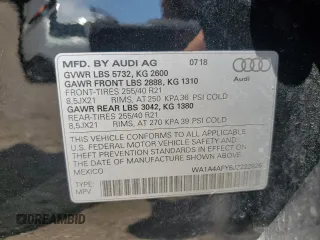 MFD. BY AUDI AG 0718
GVWR LBS 5732, KG 2600
GAWR FRONT LBS 2888, KG 1310
FRONT-TIRES 255/40 R21
8,5JX21 RIMS, AT 250 KPA 36 PSI COLD
GAWR REAR LBS 3042, KG 1380
REAR-TIRES 255/40 R21
8,5JX21 RIMS, AT 270 KPA 39 PSI COLD
Audi
THIS VEHICLE CONFORMS TO ALL APPLICABLE
FEDERAL MOTOR VEHICLE SAFETY, BUMPER,
AND THEFT PREVENTION STANDARDS IN
EFFECT ON THE DATE OF MANUFACTURE
SHOWN ABOVE.
MADE IN
MEXICO
TYPE:
MPV